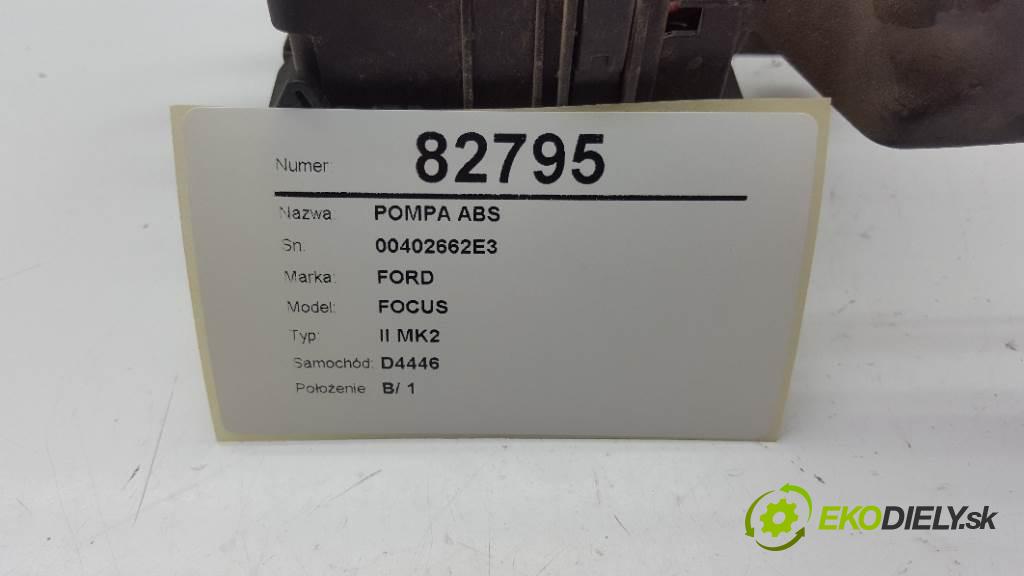 Numer: 82795
Nazwa: POMPA ABS
Sn: 00402662E3
Marka: FORD
Model: FOCUS
Typ: II MK2
Samochód: D4446
Położenie B/ 1
EKODIELY.sk